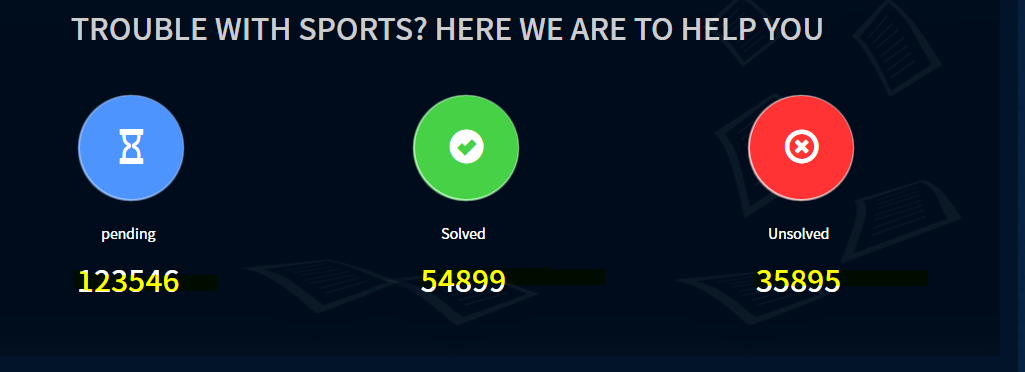 TROUBLE WITH SPORTS? HERE WE ARE TO HELP YOU
pending Solved Unsolved
123546 54899 35895